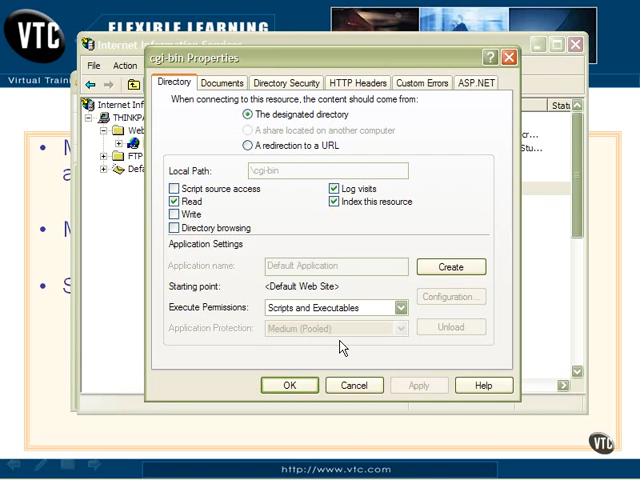 VTC
FLEXIBLE LEARNING
Virtual Train
Internet Information Services
File Action
Internet Inf
THINKPA
Web
FTP
Defa
Statu
cr...
Stu...
cgi-bin Properties
Directory Documents Directory Security HTTP Headers Custom Errors ASP.NET
When connecting to this resource, the content should come from:
The designated directory
A share located on another computer
A redirection to a URL
Local Path: \cgi-bin
Script source access Log visits
Read Index this resource
Write
Directory browsing
Application Settings
Application name: Default Application Create
Starting point: <Default Web Site>
Configuration...
Execute Permissions: Scripts and Executables
Application Protection: Medium (Pooled) Unload
OK Cancel Apply Help
• M
a
• M
• S
VTC
http://www.vtc.com